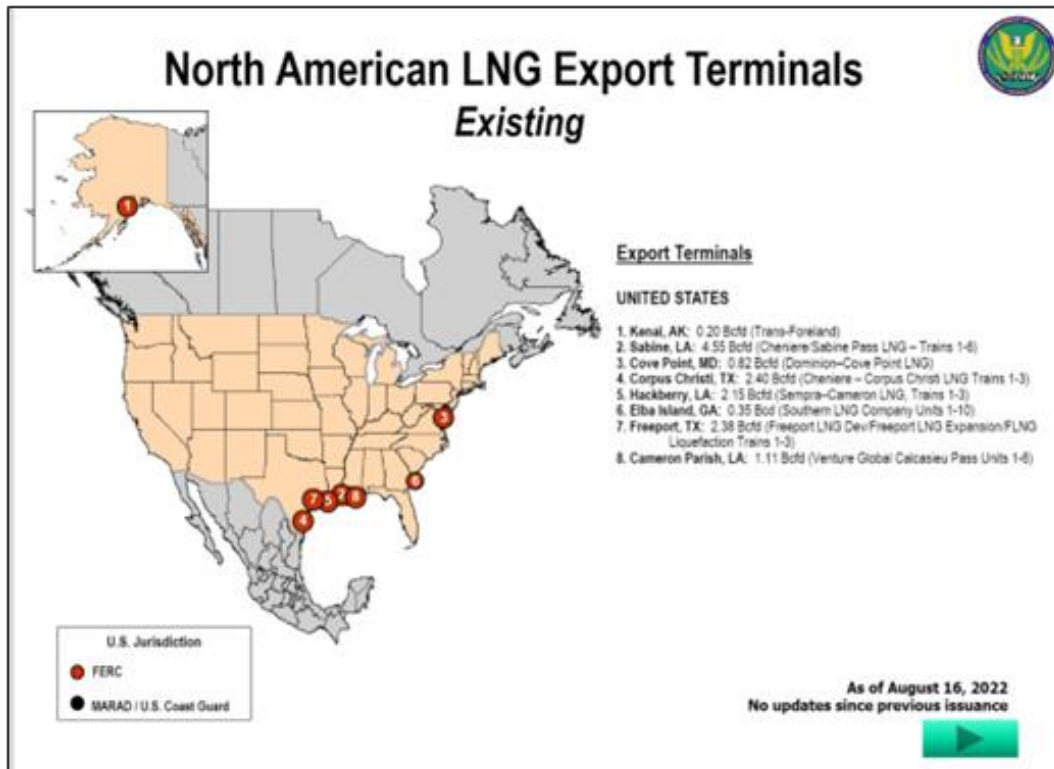 North American LNG Export Terminals
Existing
Export Terminals
UNITED STATES
1. Kenai, AK: 0.20 Bcfd (Trans-Foreland)
2. Sabine, LA: 4.55 Bcfd (Cheniere/Sabine Pass LNG – Trains 1-6)
3. Cove Point, MD: 0.82 Bcfd (Dominion–Cove Point LNG)
4. Corpus Christi, TX: 2.40 Bcfd (Cheniere – Corpus Christi LNG Trains 1-3)
5. Hackberry, LA: 2.15 Bcfd (Sempra–Cameron LNG, Trains 1-3)
6. Elba Island, GA: 0.35 Bcd (Southern LNG Company Units 1-10)
7. Freeport, TX: 2.38 Bcfd (Freeport LNG Dev/Freeport LNG Expansion/FLNG
Liquefaction Trains 1-3)
8. Cameron Parish, LA: 1.11 Bcfd (Venture Global Calcasieu Pass Units 1-6)
1
3
6
7
5
2
8
4
U.S. Jurisdiction
FERC
MARAD / U.S. Coast Guard
As of August 16, 2022
No updates since previous issuance